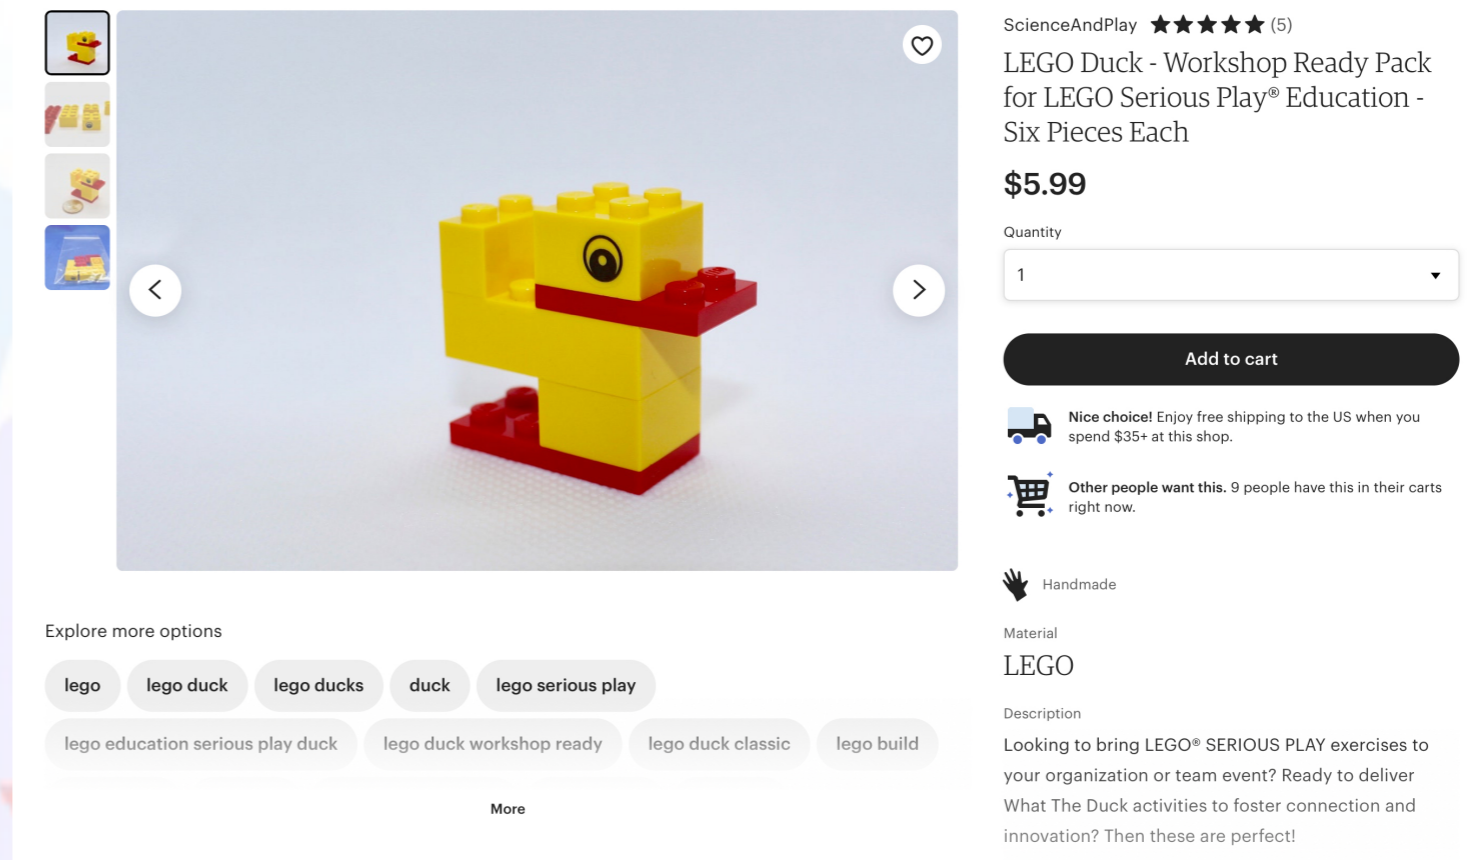 ScienceAndPlay ★★★★★ (5)
LEGO Duck - Workshop Ready Pack
for LEGO Serious Play® Education -
Six Pieces Each
$5.99
Quantity
1
Add to cart
Nice choice! Enjoy free shipping to the US when you
spend $35+ at this shop.
Other people want this. 9 people have this in their carts
right now.
Handmade
Material
LEGO
Description
Looking to bring LEGO® SERIOUS PLAY exercises to
your organization or team event? Ready to deliver
What The Duck activities to foster connection and
innovation? Then these are perfect!
Explore more options
lego lego duck lego ducks duck lego serious play
lego education serious play duck lego duck workshop ready lego duck classic lego build
More